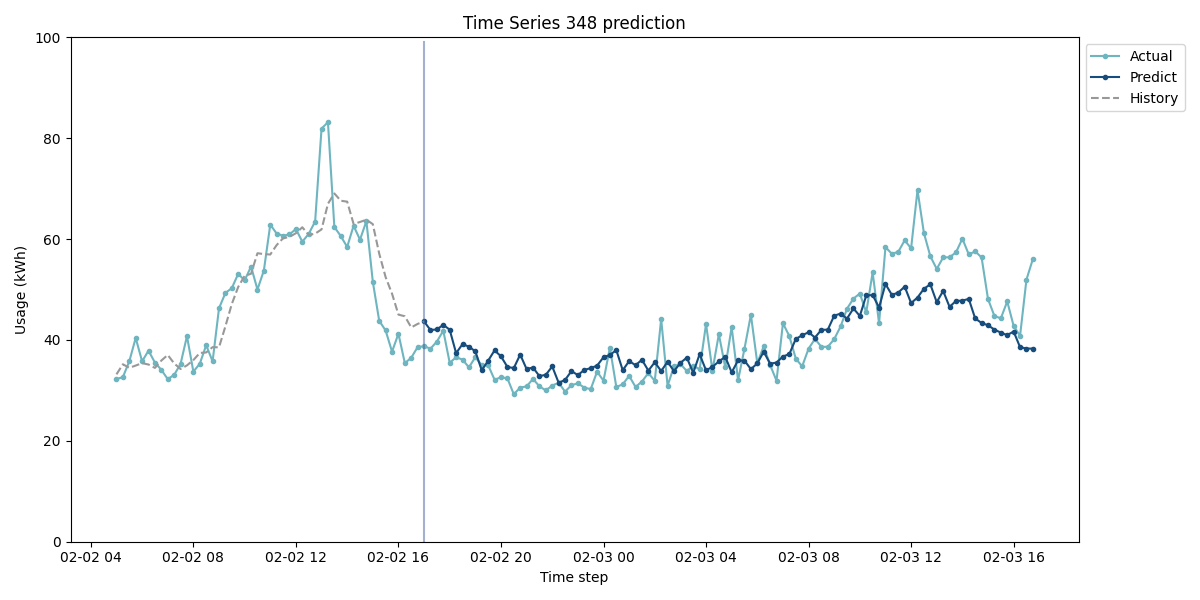 Time Series 348 prediction
100
80
60
40
20
0
Usage (kWh)
02-02 04
02-02 08
02-02 12
02-02 16
02-02 20
02-03 00
02-03 04
02-03 08
02-03 12
02-03 16
Time step
Actual
Predict
History